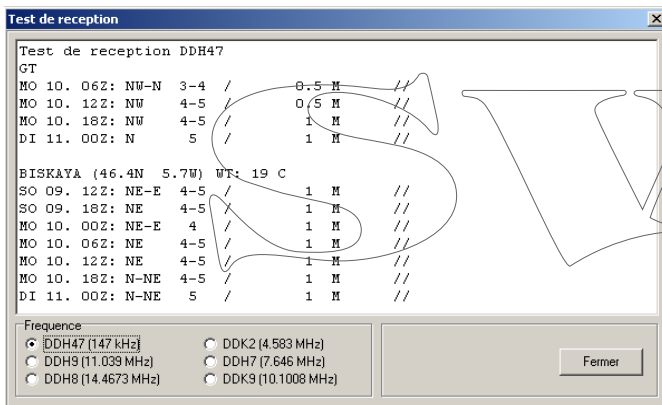 Test de reception
Test de reception DDH47
GT
MO 10. 06Z: NW-N 3-4 / 0.5 M //
MO 10. 12Z: NW 4-5 / 0.5 M //
MO 10. 18Z: NW 4-5 / 1 M //
DI 11. 00Z: N 5 / 1 M //
BISKAYA (46.4N 5.7W) WT: 19 C
SO 09. 12Z: NE-E 4-5 / 1 M //
SO 09. 18Z: NE 4-5 / 1 M //
MO 10. 00Z: NE-E 4 / 1 M //
MO 10. 06Z: NE 4-5 / 1 M //
MO 10. 12Z: NE 4-5 / 1 M //
MO 10. 18Z: N-NE 4-5 / 1 M //
DI 11. 00Z: N-NE 5 / 1 M //
Frequence
DDH47 (147 kHz) DDK2 (4.583 MHz)
DDH9 (11.039 MHz) DDH7 (7.646 MHz) Fermer
DDH8 (14.4673 MHz) DDK9 (10.1008 MHz)